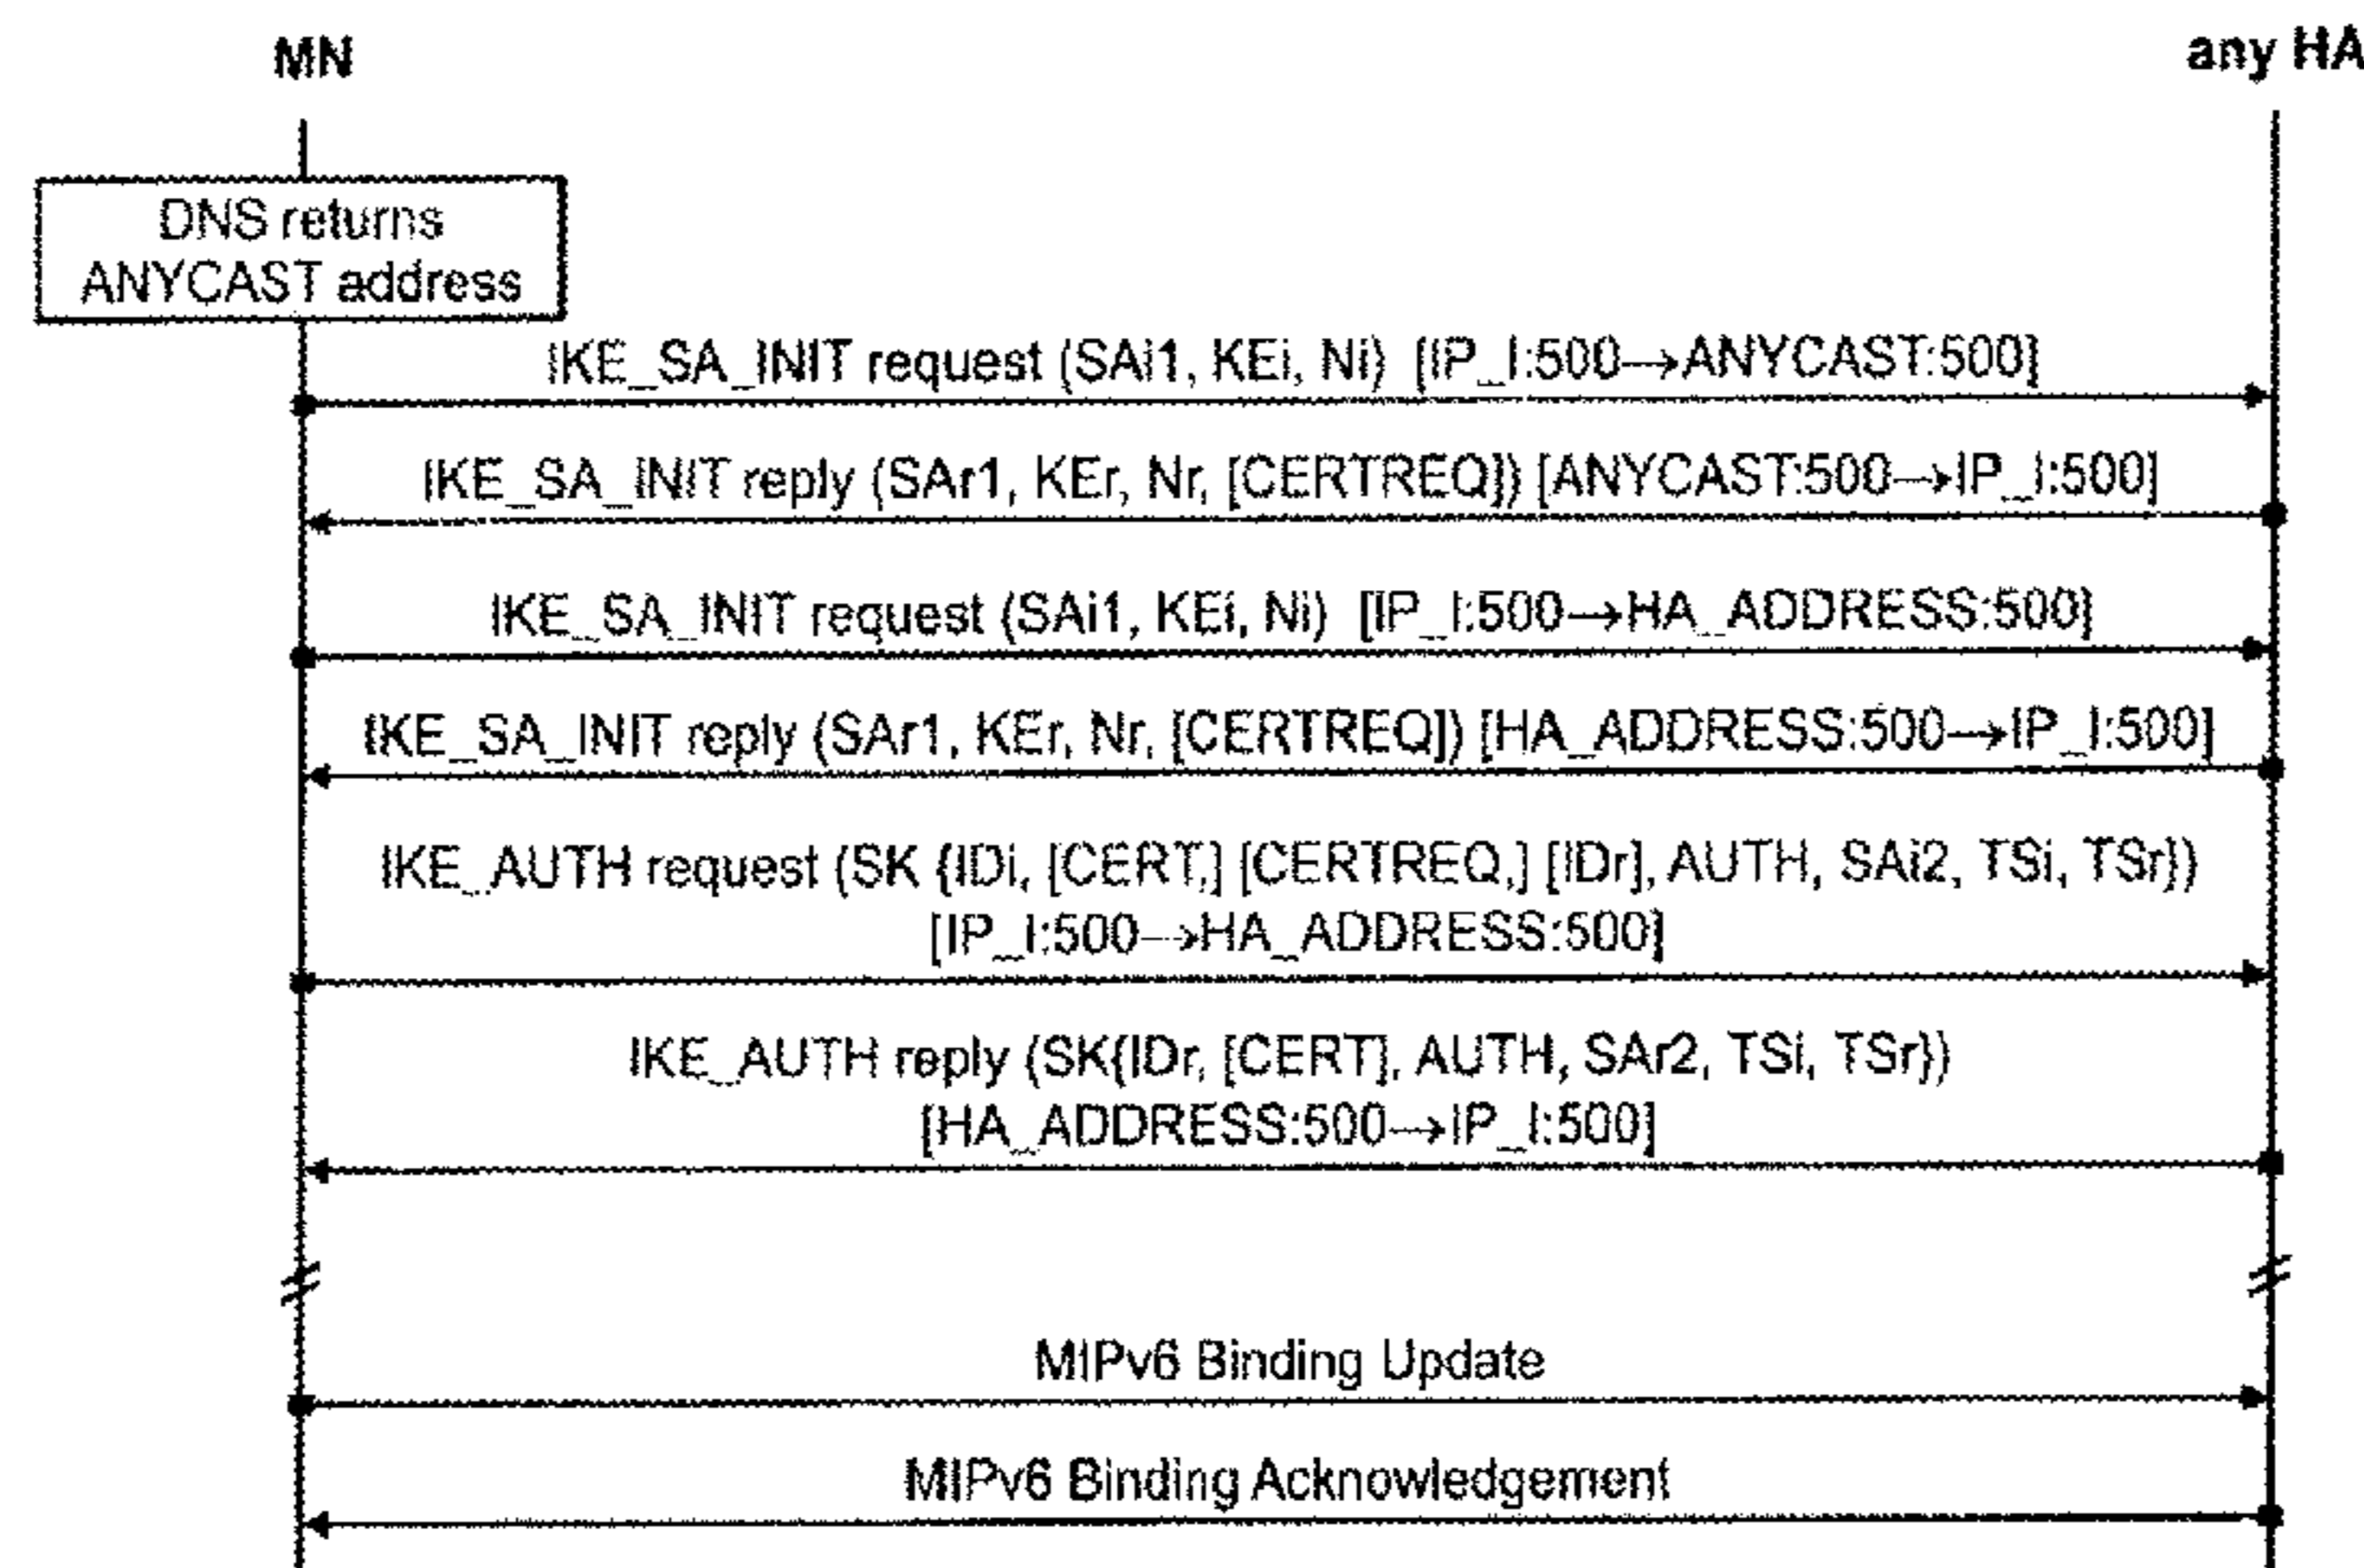 MN
any HA
DNS returns
ANYCAST address
IKE_SA_INIT request (SAi1, KEi, Ni) [IP_I:500→ANYCAST:500]
IKE_SA_INIT reply (SAr1, KEr, Nr, [CERTREQ]) [ANYCAST:500→IP_I:500]
IKE_SA_INIT request (SAi1, KEi, Ni) [IP_I:500→HA_ADDRESS:500]
IKE_SA_INIT reply (SAr1, KEr, Nr, [CERTREQ]) [HA_ADDRESS:500→IP_I:500]
IKE_AUTH request (SK {IDi, [CERT,] [CERTREQ,] [IDr], AUTH, SAi2, TSi, TSr})
[IP_I:500→HA_ADDRESS:500]
IKE_AUTH reply (SK{IDr, [CERT], AUTH, SAr2, TSi, TSr})
[HA_ADDRESS:500→IP_I:500]
MIPv6 Binding Update
MIPv6 Binding Acknowledgement